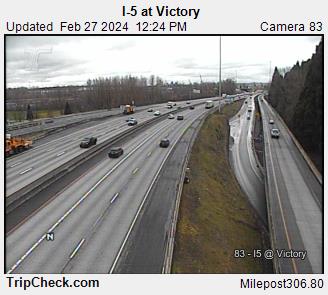 I-5 at Victory
Updated  Feb 27 2024  12:24 PM
Camera 83
N
83 - I5 @ Victory
TripCheck.com
Milepost306.80